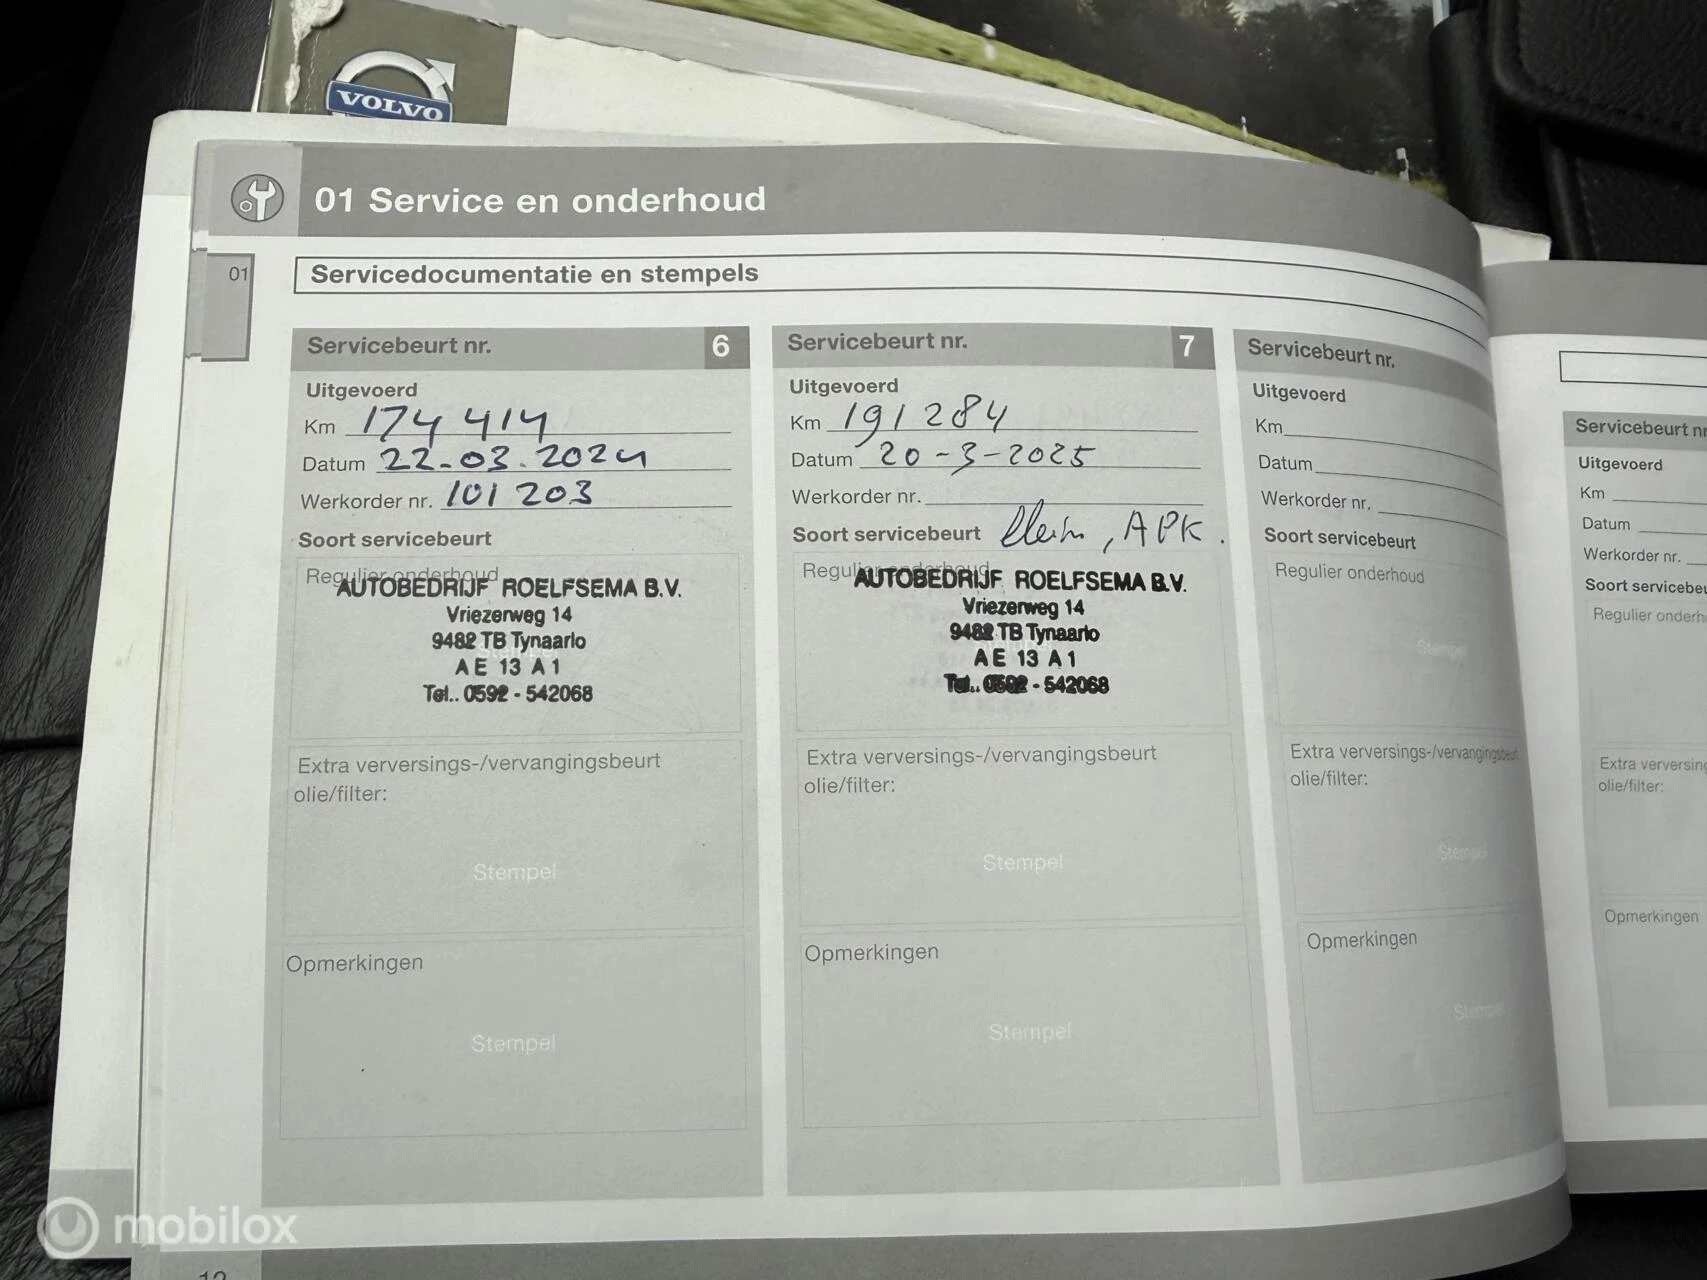 VOLVO
01 Service en onderhoud
01
Servicedocumentatie en stempels
Servicebeurt nr. 6
Uitgevoerd
Km 174 414
Datum 22-03-2024
Werkorder nr. 101 203
Soort servicebeurt
Regulier onderhoud
AUTOBEDRIJF ROELFSEMA B.V.
Vriezerweg 14
9482 TB Tynaarlo
AE 13 A1
Tel.. 0592 - 542068
Extra verversings-/vervangingsbeurt
olie/filter:
Stempel
Opmerkingen
Stempel
Servicebeurt nr. 7
Uitgevoerd
Km 191 284
Datum 20-3-2025
Werkorder nr.
Soort servicebeurt klein, APK.
Regulier onderhoud
AUTOBEDRIJF ROELFSEMA B.V.
Vriezerweg 14
9482 TB Tynaarlo
AE 13 A1
Tel.. 0592 - 542068
Extra verversings-/vervangingsbeurt
olie/filter:
Stempel
Opmerkingen
Stempel
Servicebeurt nr.
Uitgevoerd
Km
Datum
Werkorder nr.
Soort servicebeurt
Regulier onderhoud
Stempel
Extra verversings-/vervangingsbeurt
olie/filter:
Stempel
Opmerkingen
Stempel
Servicebeurt
Uitgevoerd
Km
Datum
Werkorder nr.
Soort
Regulier
Extra
olie/filter:
Opmerkingen
mobilox